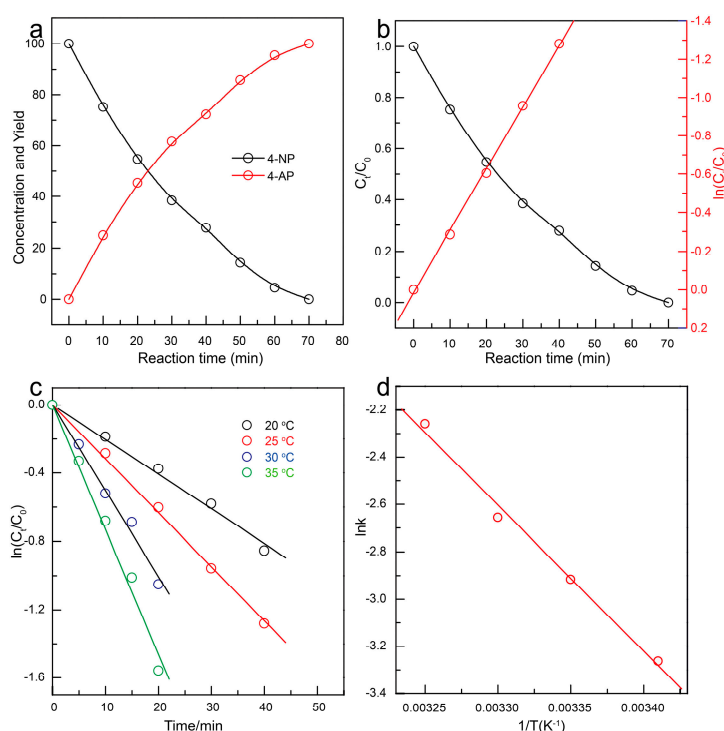 a
Concentration and Yield
100
80
60
40
20
0
4-NP
4-AP
0 10 20 30 40 50 60 70 80
Reaction time (min)
b
Ct/C0
1.0
0.8
0.6
0.4
0.2
0.0
-1.4
-1.2
-1.0
-0.8
-0.6
-0.4
-0.2
0.0
0.2
ln(Ct/C0)
0 10 20 30 40 50 60 70
Reaction time (min)
c
ln(Ct/C0)
0.0
-0.4
-0.8
-1.2
-1.6
20 °C
25 °C
30 °C
35 °C
0 10 20 30 40 50
Time/min
d
lnk
-2.2
-2.4
-2.6
-2.8
-3.0
-3.2
-3.4
0.00325 0.00330 0.00335 0.00340
1/T(K⁻¹)